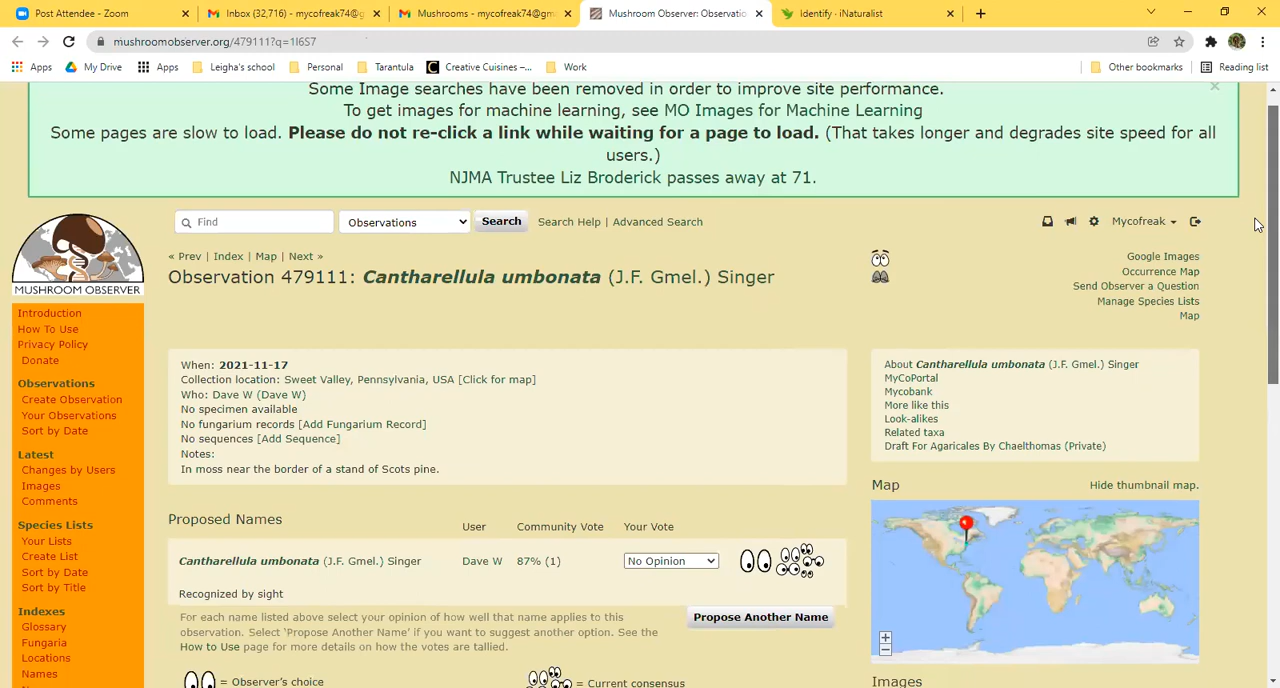 Post Attendee - Zoom
Inbox (32,716) - mycofreak74@g
Mushrooms - mycofreak74@gm
Mushroom Observer: Observatio
Identify · iNaturalist
mushroomobserver.org/479111?q=1I6S7
Apps
My Drive
Apps
Leigha's school
Personal
Tarantula
Creative Cuisines –...
Work
Other bookmarks
Reading list
Some Image searches have been removed in order to improve site performance.
To get images for machine learning, see MO Images for Machine Learning
Some pages are slow to load. Please do not re-click a link while waiting for a page to load. (That takes longer and degrades site speed for all
users.)
NJMA Trustee Liz Broderick passes away at 71.
MUSHROOM OBSERVER
Find
Observations
Search
Search Help | Advanced Search
Mycofreak
« Prev | Index | Map | Next »
Observation 479111: Cantharellula umbonata (J.F. Gmel.) Singer
Google Images
Occurrence Map
Send Observer a Question
Manage Species Lists
Map
Introduction
How To Use
Privacy Policy
Donate
Observations
Create Observation
Your Observations
Sort by Date
Latest
Changes by Users
Images
Comments
Species Lists
Your Lists
Create List
Sort by Date
Sort by Title
Indexes
Glossary
Fungaria
Locations
Names
When: 2021-11-17
Collection location: Sweet Valley, Pennsylvania, USA [Click for map]
Who: Dave W (Dave W)
No specimen available
No fungarium records [Add Fungarium Record]
No sequences [Add Sequence]
Notes:
In moss near the border of a stand of Scots pine.
About Cantharellula umbonata (J.F. Gmel.) Singer
MyCoPortal
Mycobank
More like this
Look-alikes
Related taxa
Draft For Agaricales By Chaelthomas (Private)
Map
Hide thumbnail map.
+
−
Images
Proposed Names
User
Community Vote
Your Vote
Cantharellula umbonata (J.F. Gmel.) Singer
Dave W
87% (1)
No Opinion
Recognized by sight
For each name listed above select your opinion of how well that name applies to this
observation. Select 'Propose Another Name' if you want to suggest another option. See the
How to Use page for more details on how the votes are tallied.
Propose Another Name
= Observer's choice
= Current consensus